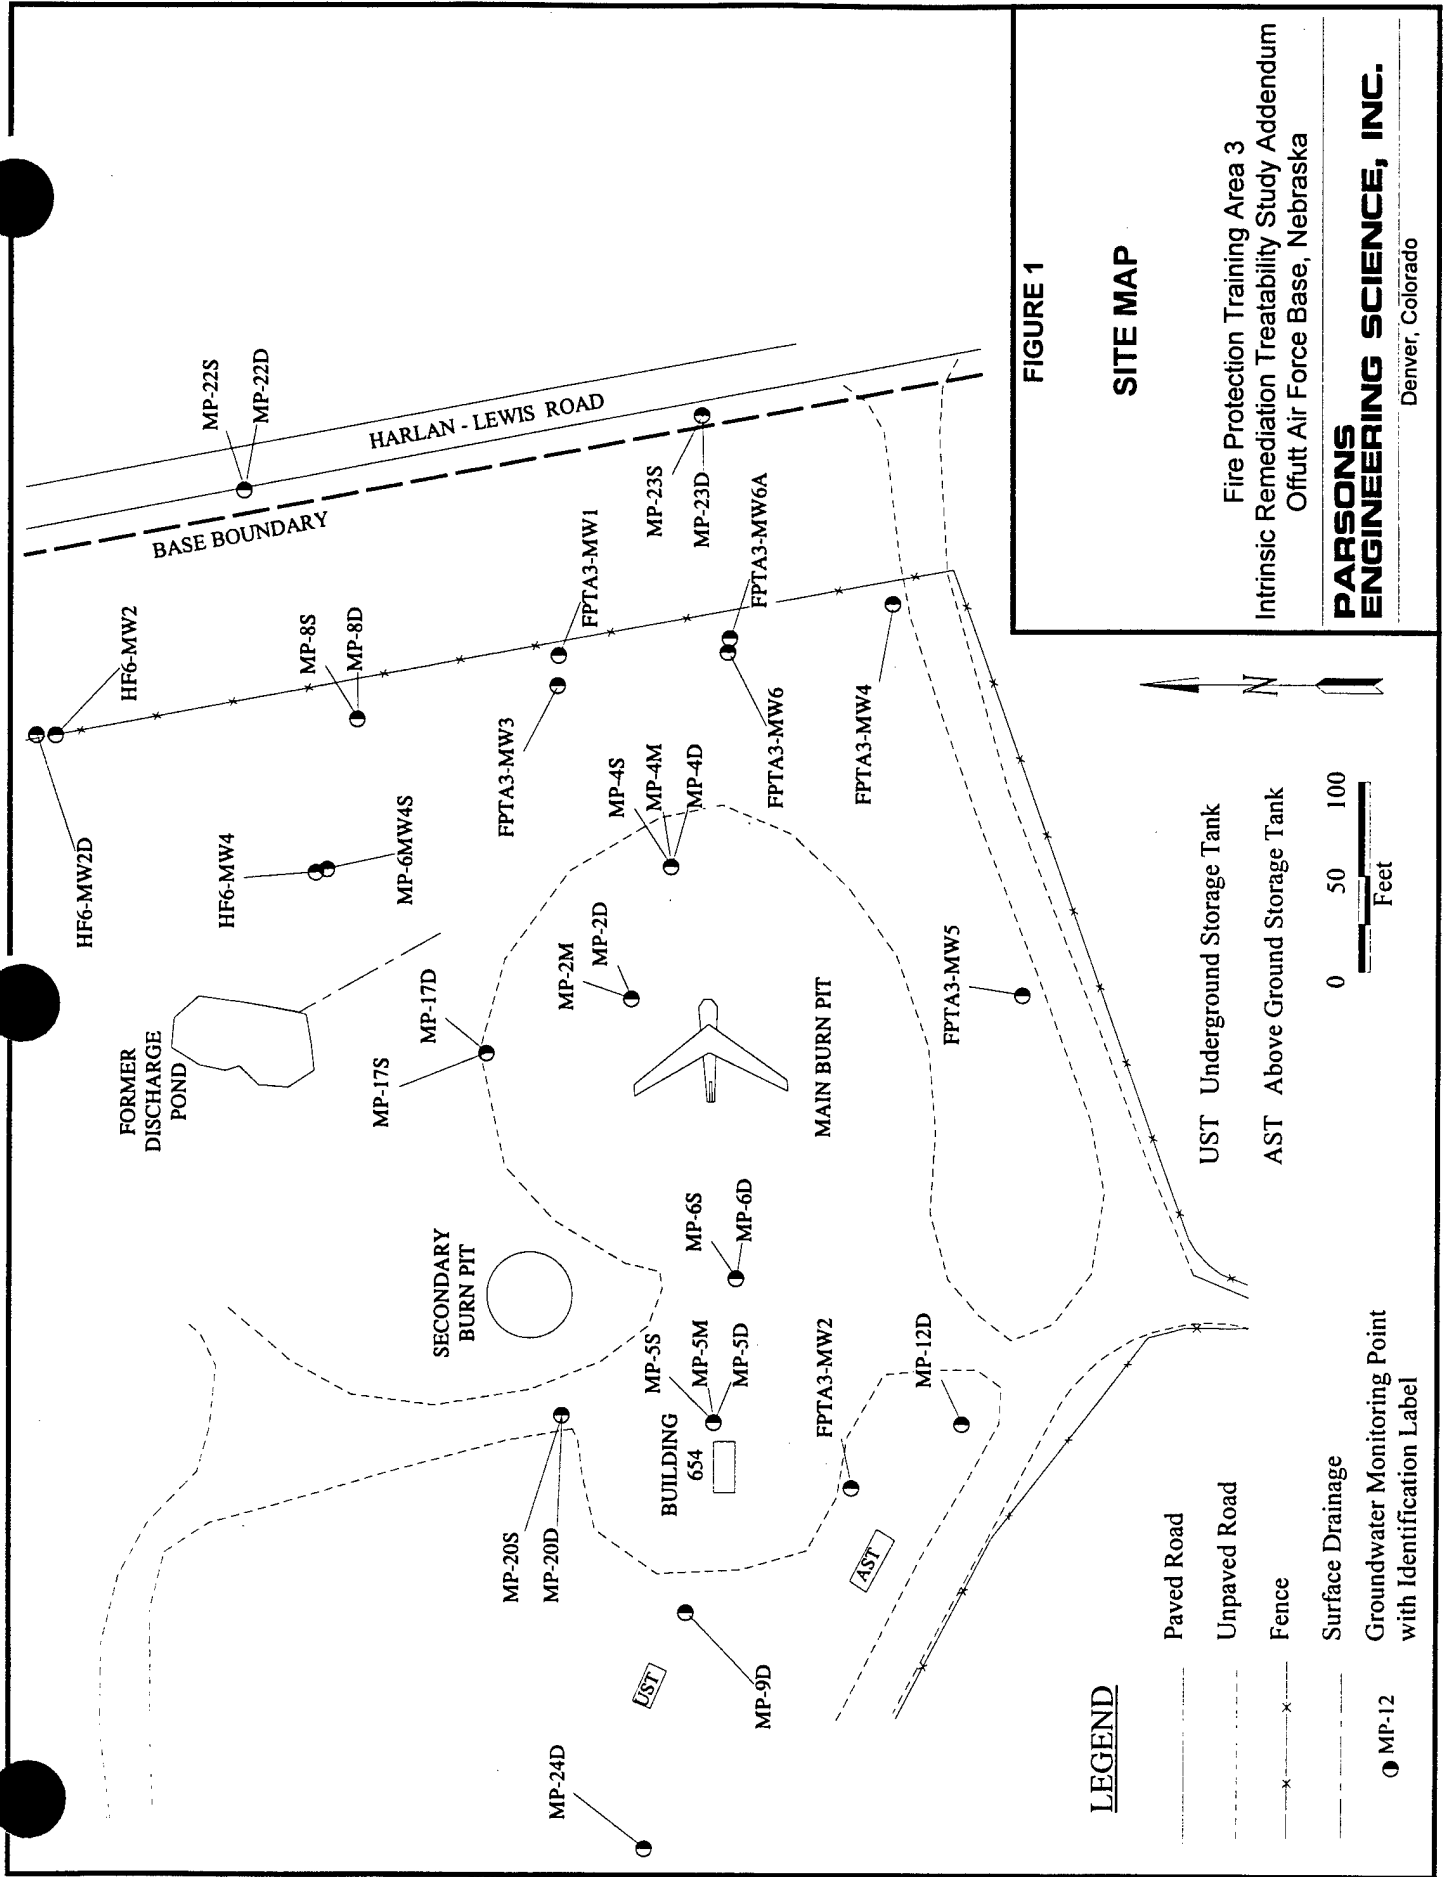 MP-22S
MP-22D
HARLAN - LEWIS ROAD
BASE BOUNDARY
MP-23S
MP-23D
HF6-MW2
HF6-MW2D
MP-8S
MP-8D
FPTA3-MW1
FPTA3-MW3
FPTA3-MW6A
FPTA3-MW6
FPTA3-MW4
HF6-MW4
MP-6MW4S
MP-4S
MP-4M
MP-4D
FORMER
DISCHARGE
POND
MP-17D
MP-17S
MP-2M
MP-2D
MAIN BURN PIT
FPTA3-MW5
SECONDARY
BURN PIT
MP-6S
MP-6D
MP-5S
MP-5M
MP-5D
BUILDING
654
FPTA3-MW2
MP-12D
MP-20S
MP-20D
AST
UST
MP-9D
MP-24D
LEGEND
Paved Road
Unpaved Road
Fence
Surface Drainage
MP-12
Groundwater Monitoring Point
with Identification Label
UST Underground Storage Tank
AST Above Ground Storage Tank
0 50 100
Feet
N
FIGURE 1
SITE MAP
Fire Protection Training Area 3
Intrinsic Remediation Treatability Study Addendum
Offutt Air Force Base, Nebraska
PARSONS
ENGINEERING SCIENCE, INC.
Denver, Colorado